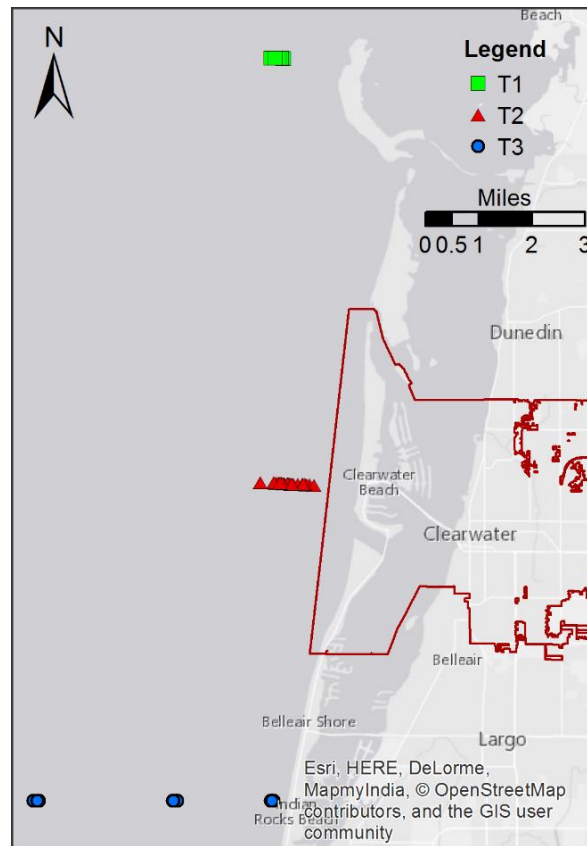 Beach
N
Legend
T1
T2
T3
Miles
0 0.5 1 2 3
Dunedin
Clearwater
Beach
Clearwater
Belleair
Belleair Shore
Largo
Indian
Rocks Beach
Esri, HERE, DeLorme,
MapmyIndia, © OpenStreetMap
contributors, and the GIS user
community